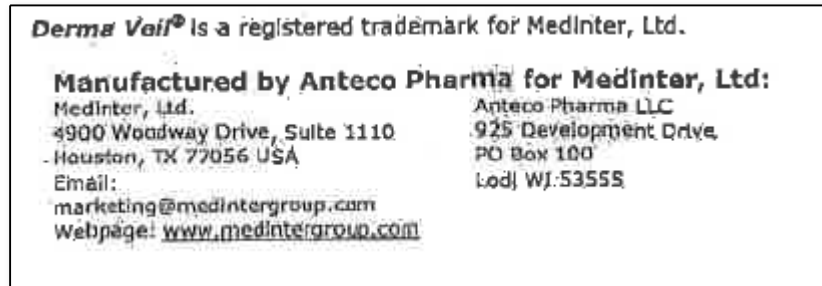 Derma Veil® is a registered trademark for MedInter, Ltd.
Manufactured by Anteco Pharma for Medinter, Ltd:
MedInter, Ltd.
4900 Woodway Drive, Suite 1110
Houston, TX 77056 USA
Email:
marketing@medintergroup.com
Webpage: www.medintergroup.com
Anteco Pharma LLC
925 Development Drive
PO Box 100
Lodi WI 53555